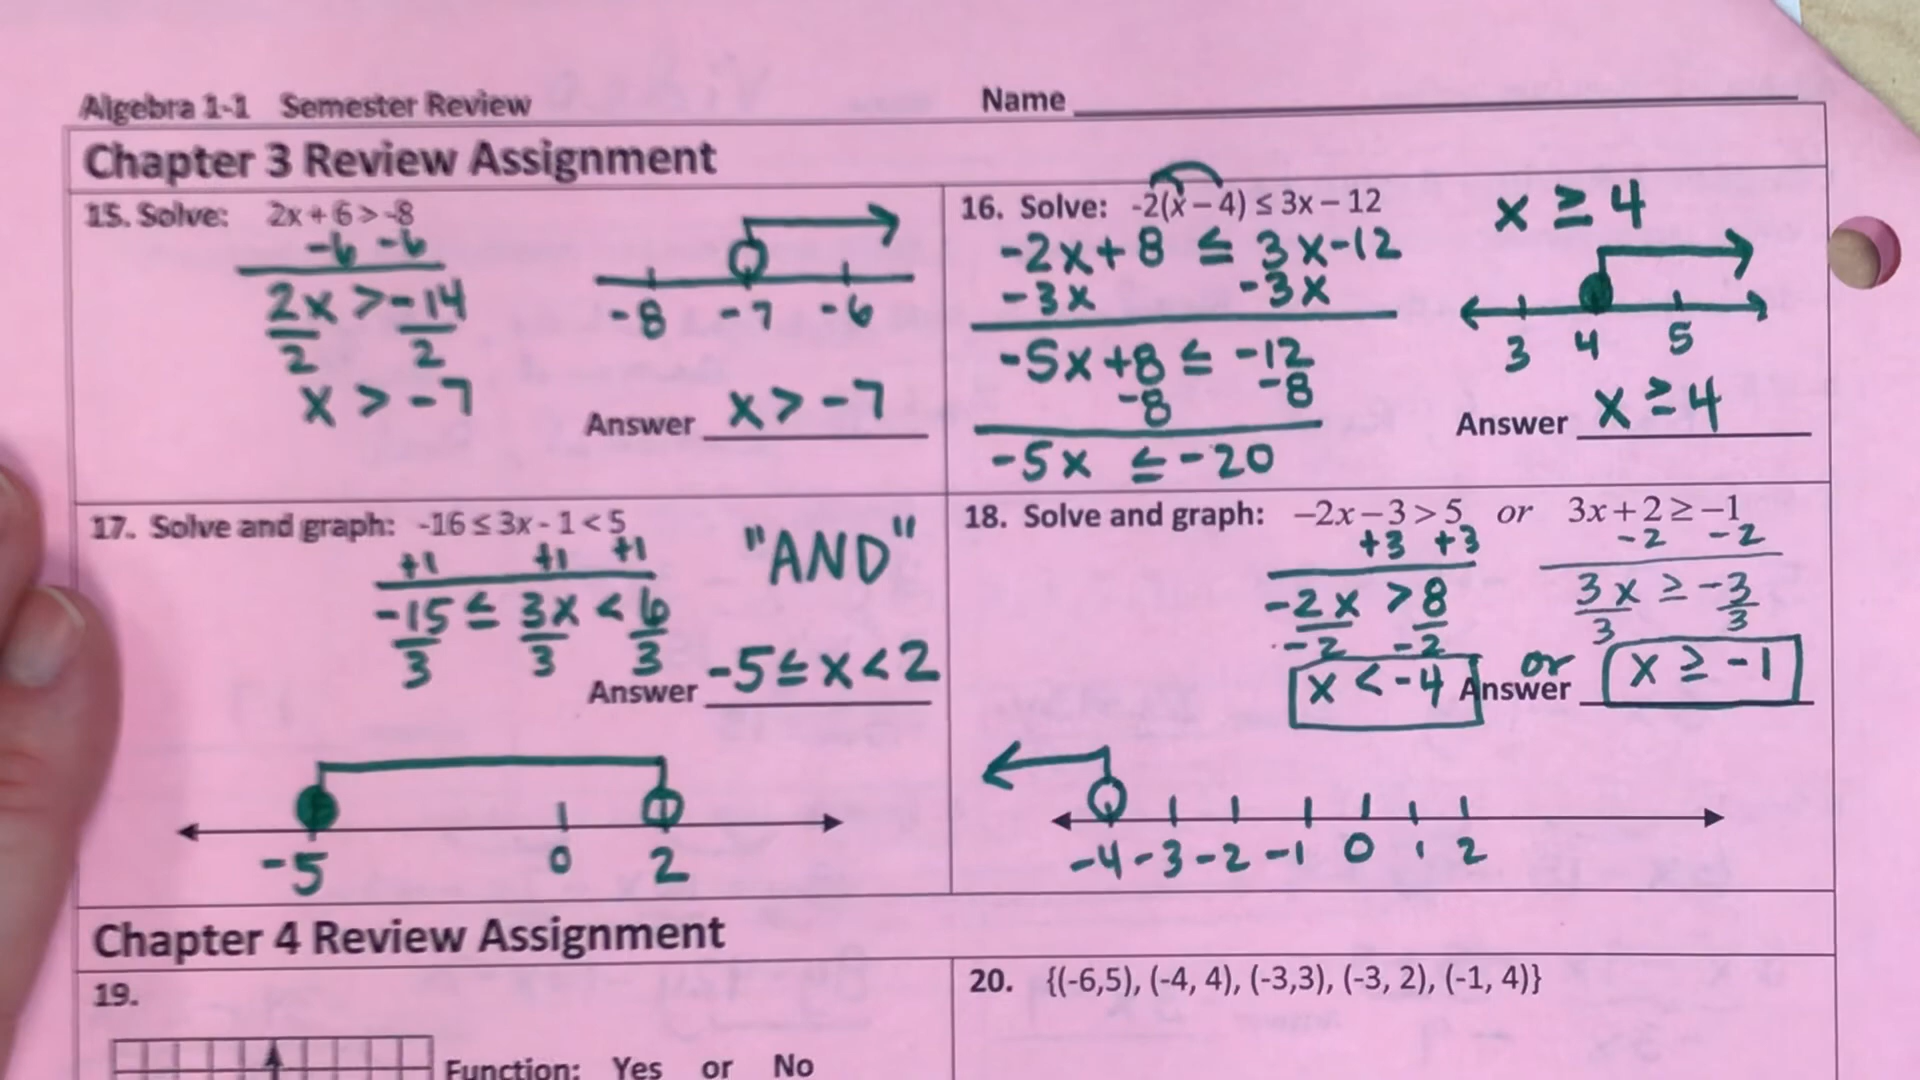 Algebra 1-1 Semester Review Name
Chapter 3 Review Assignment
15. Solve: 2x + 6 > -8
-6 -6
2x > -14
2 2
x > -7
-8 -7 -6
Answer x > -7
16. Solve: -2(x – 4) ≤ 3x – 12
x ≥ 4
-2x+8 ≤ 3x-12
-3x -3x
-5x+8 ≤ -12
-8 -8
-5x ≤ -20
3 4 5
Answer x ≥ 4
17. Solve and graph: -16 ≤ 3x - 1 < 5
+1 +1 +1
"AND"
-15 ≤ 3x < 6
3 3 3
Answer -5 ≤ x < 2
-5 0 2
18. Solve and graph: −2x − 3 > 5 or 3x + 2 ≥ −1
+3 +3 -2 -2
-2x > 8 3x ≥ -3
-2 -2 3 3
x < -4 or x ≥ -1
Answer
-4 -3 -2 -1 0 1 2
Chapter 4 Review Assignment
19.
Function: Yes or No
20. {(-6,5), (-4, 4), (-3,3), (-3, 2), (-1, 4)}